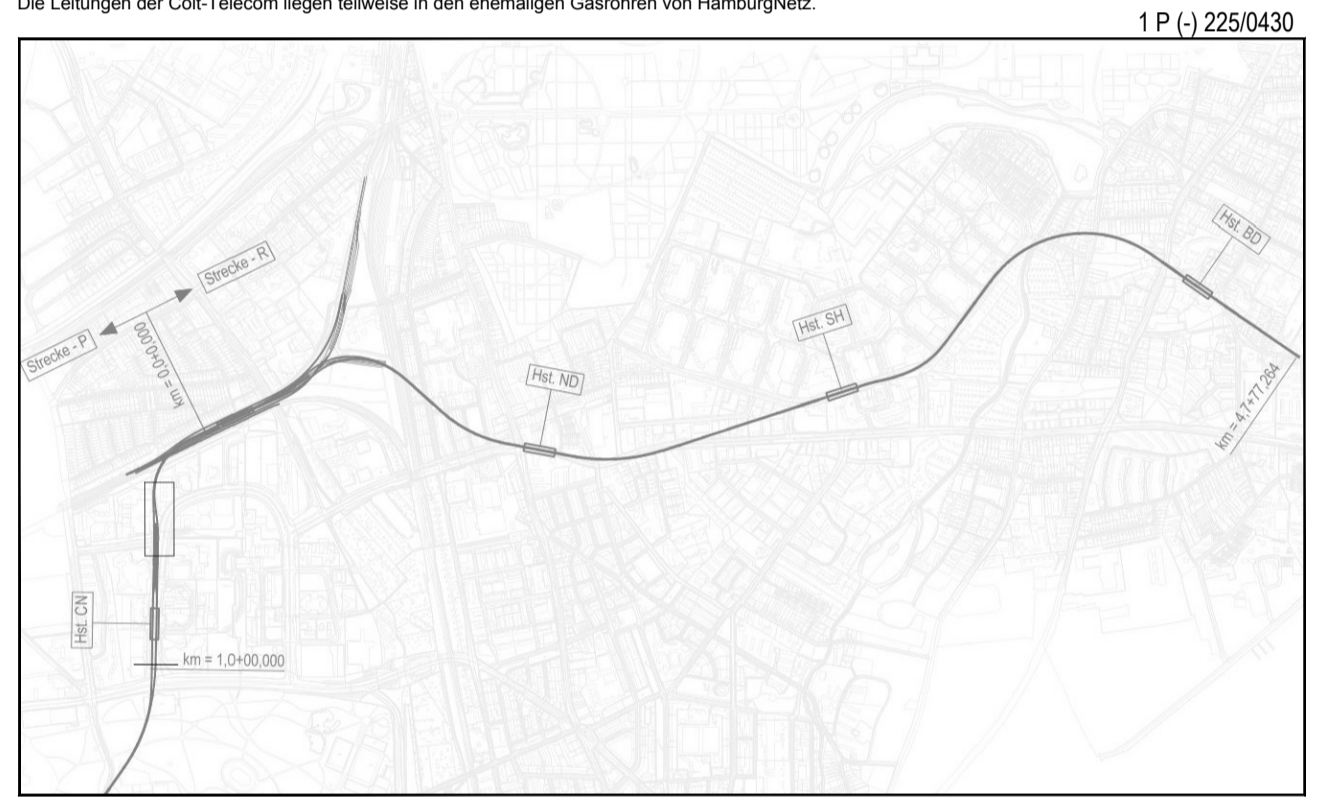 Die Leitungen der Colt-Telecom liegen teilweise in den ehemaligen Gasrohren von HamburgNetz.
1 P (-) 225/0430
Hst. BD
Strecke - R
Strecke - P
km = 0,0+0,000
Hst. SH
Hst. ND
km = 4,7+77,264
Hst. CN
km = 1,0+00,000